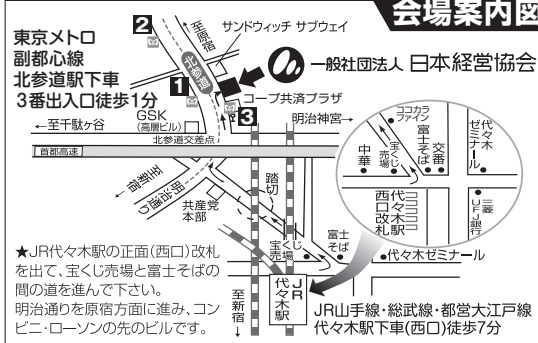 会場案内図
東京メトロ
副都心線
北参道駅下車
3番出入口徒歩1分
2
至原宿
サンドウィッチ サブウェイ
北参道
一般社団法人 日本経営協会
1
コープ共済プラザ
3
←至千駄ヶ谷
GSK
(高層ビル)
明治神宮→
北参道交差点
首都高速
至新宿
明治通り
共産党
本部
踏切
宝くじ
売場
富士
そば
●代々木ゼミナール
JR
代々木駅
至新宿
ココカラ
ファイン
中華
宝くじ
売場
富士そば
交番
代々木
ゼミナール
代々木駅
西口改札
三菱
UFJ銀行
★JR代々木駅の正面(西口)改札
を出て、宝くじ売場と富士そばの
間の道を進んで下さい。
明治通りを原宿方面に進み、コン
ビニ・ローソンの先のビルです。
JR山手線・総武線・都営大江戸線
代々木駅下車(西口)徒歩7分